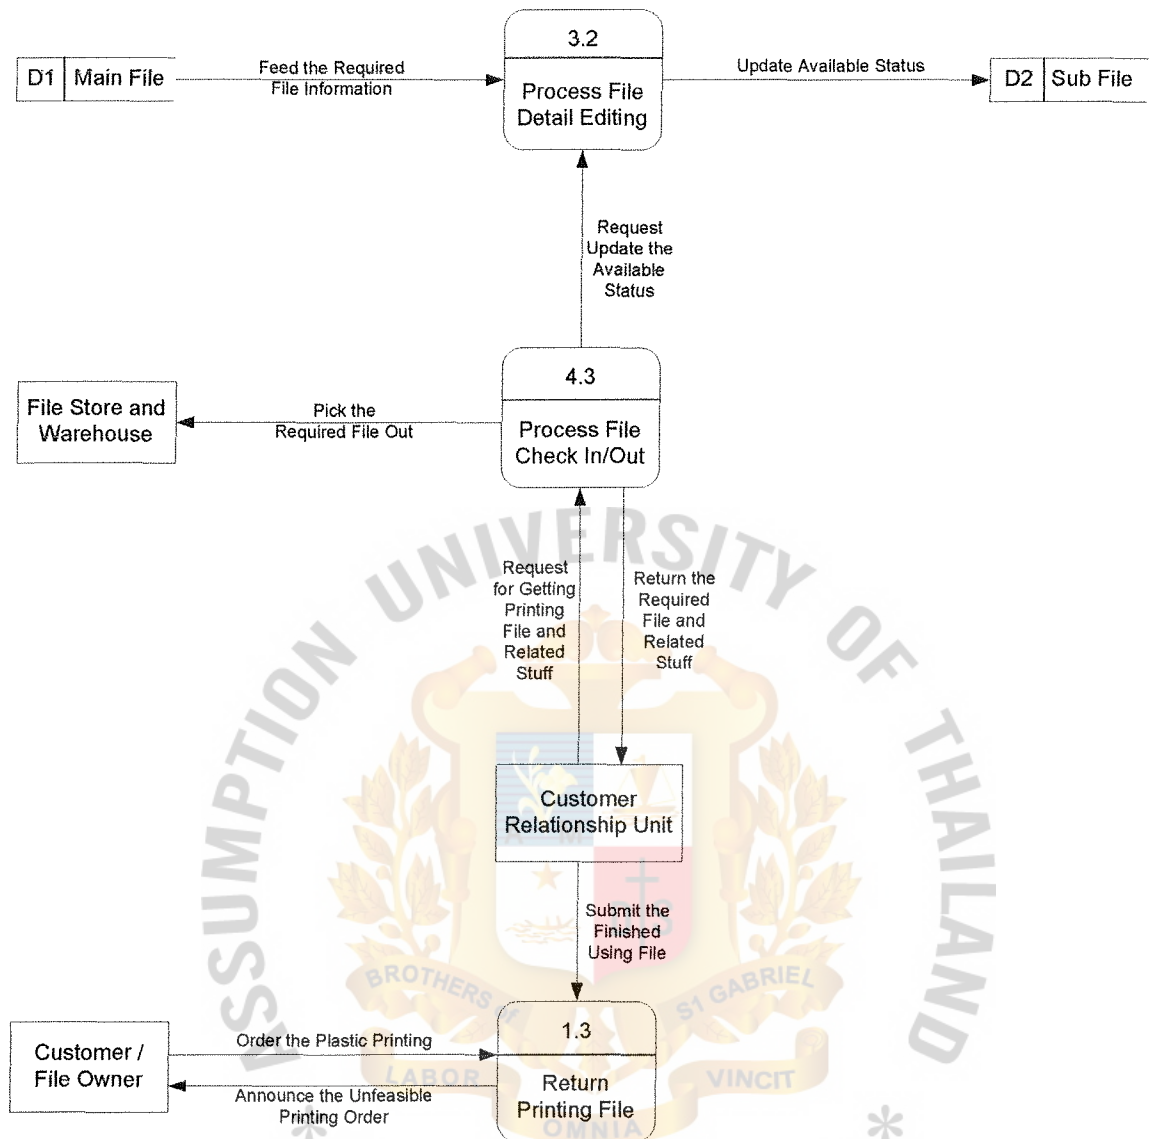 3.2
D1 Main File
Feed the Required
File Information
Process File
Detail Editing
Update Available Status
D2 Sub File
Request
Update the
Available
Status
4.3
File Store and
Warehouse
Pick the
Required File Out
Process File
Check In/Out
Request
for Getting
Printing
File and
Related
Stuff
Return the
Required
File and
Related
Stuff
ASSUMPTION UNIVERSITY OF THAILAND
Customer
Relationship Unit
A M
Submit the
Finished
Using File
DS
BROTHERS of
S1 GABRIEL
Customer /
File Owner
Order the Plastic Printing
Announce the Unfeasible
Printing Order
1.3
Return
Printing File
LABOR
VINCIT
OMNIA